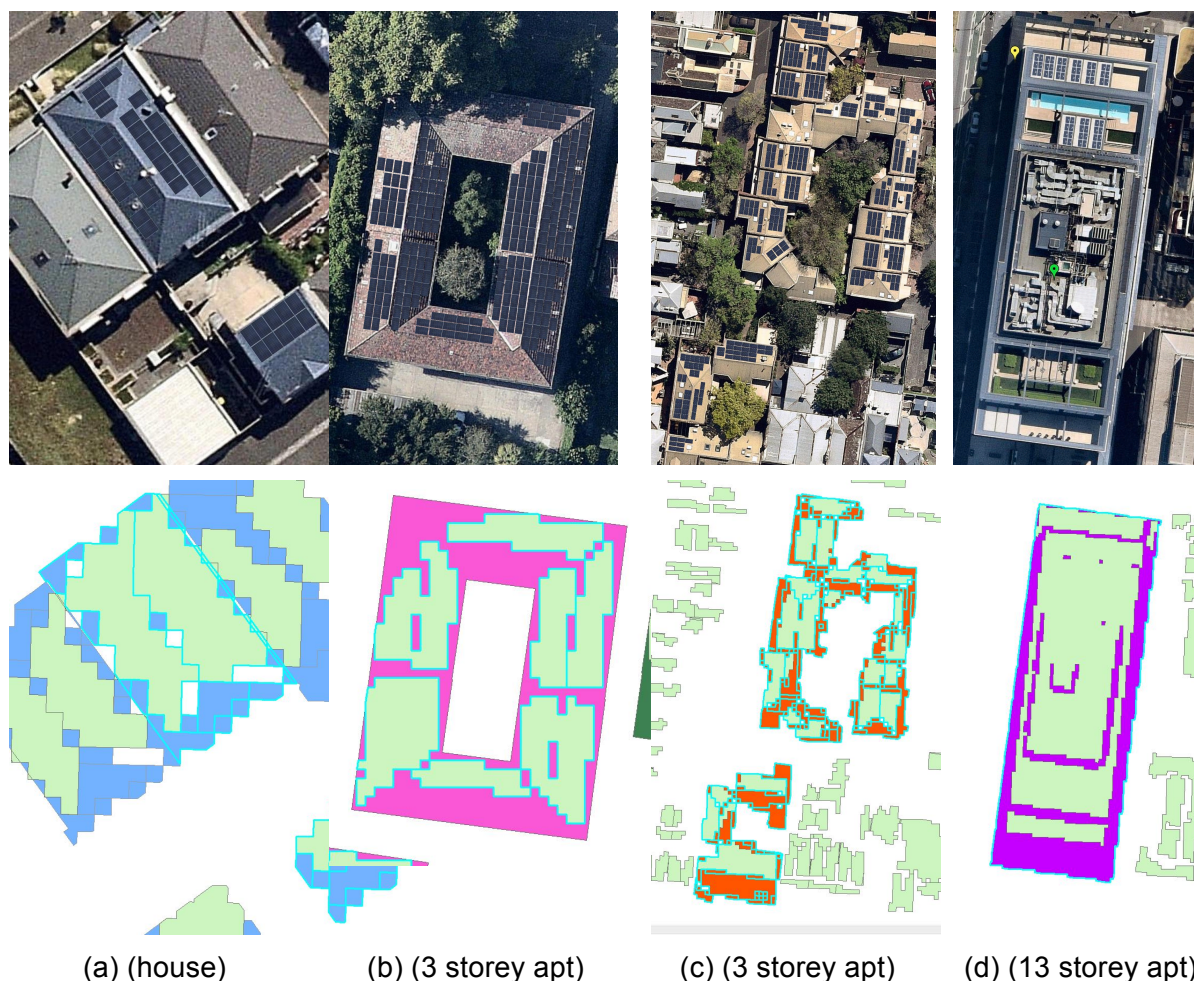 (a) (house)
(b) (3 storey apt)
(c) (3 storey apt)
(d) (13 storey apt)